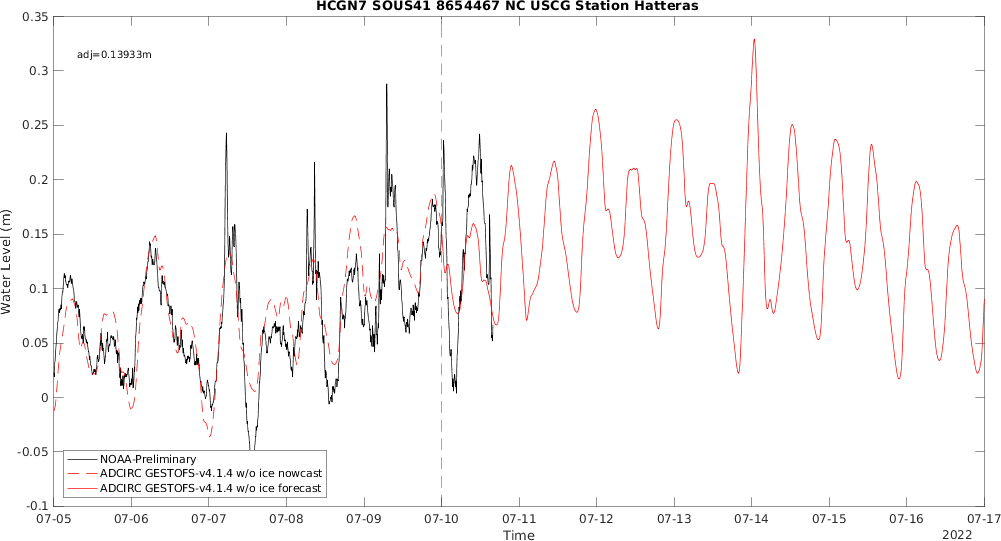 HCGN7 SOUS41 8654467 NC USCG Station Hatteras
0.35
adj=0.13933m
0.3
0.25
0.2
0.15
0.1
0.05
0
-0.05
-0.1
Water Level (m)
NOAA-Preliminary
ADCIRC GESTOFS-v4.1.4 w/o ice nowcast
ADCIRC GESTOFS-v4.1.4 w/o ice forecast
07-05 07-06 07-07 07-08 07-09 07-10 07-11 07-12 07-13 07-14 07-15 07-16 07-17
Time
2022